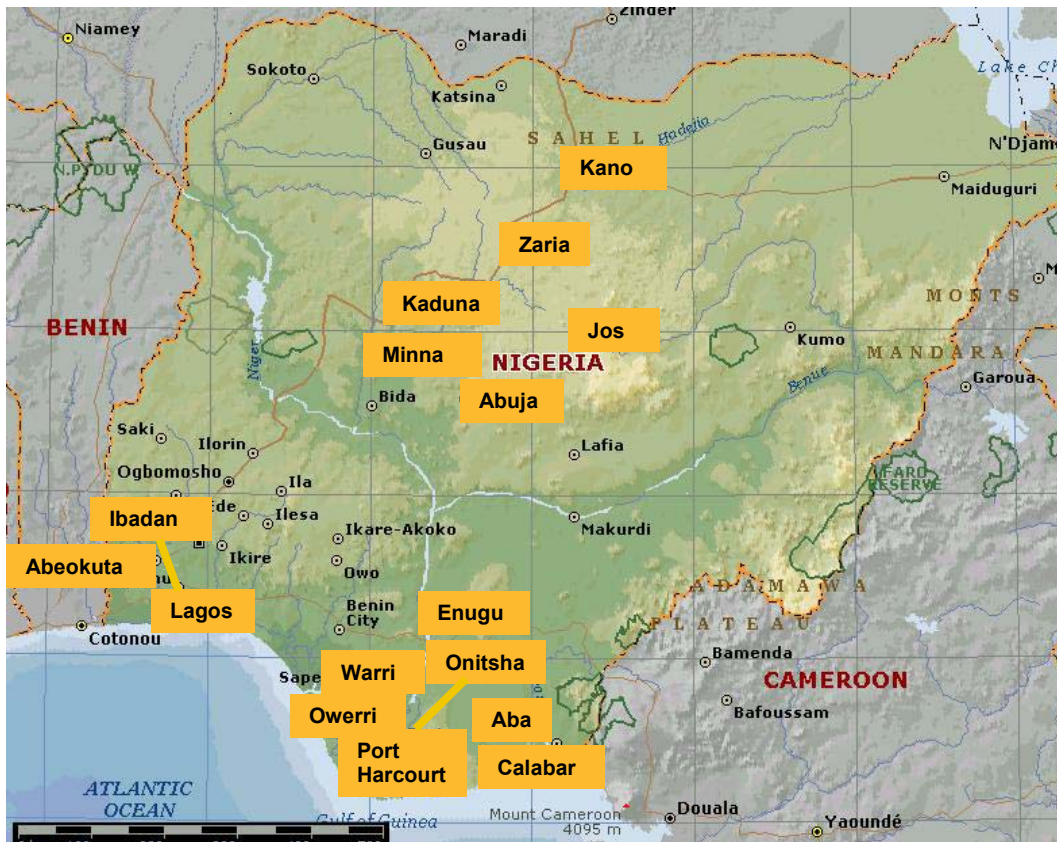 Niamey
Zinder
Maradi
Sokoto
Katsina
SAHEL
Hadejia
Gusau
N'Djam
Kano
Maiduguri
Zaria
Kaduna
MONTS
BENIN
Jos
Kumo
Niger
Minna
NIGERIA
MANDARA
Benue
Garoua
Abuja
Bida
Saki
Ilorin
Lafia
Ogbomosho
Ila
FARO
RESERVE
Ibadan
Ede
Ilesa
Makurdi
Ikare-Akoko
Ikire
Abeokuta
Owo
ADAMAWA
Lagos
Enugu
Benin
City
PLATEAU
Cotonou
Warri
Onitsha
Bamenda
Sape
CAMEROON
Owerri
Aba
Bafoussam
Port
Harcourt
Calabar
ATLANTIC
OCEAN
Gulf of Guinea
Mount Cameroon
4095 m
Douala
Yaoundé